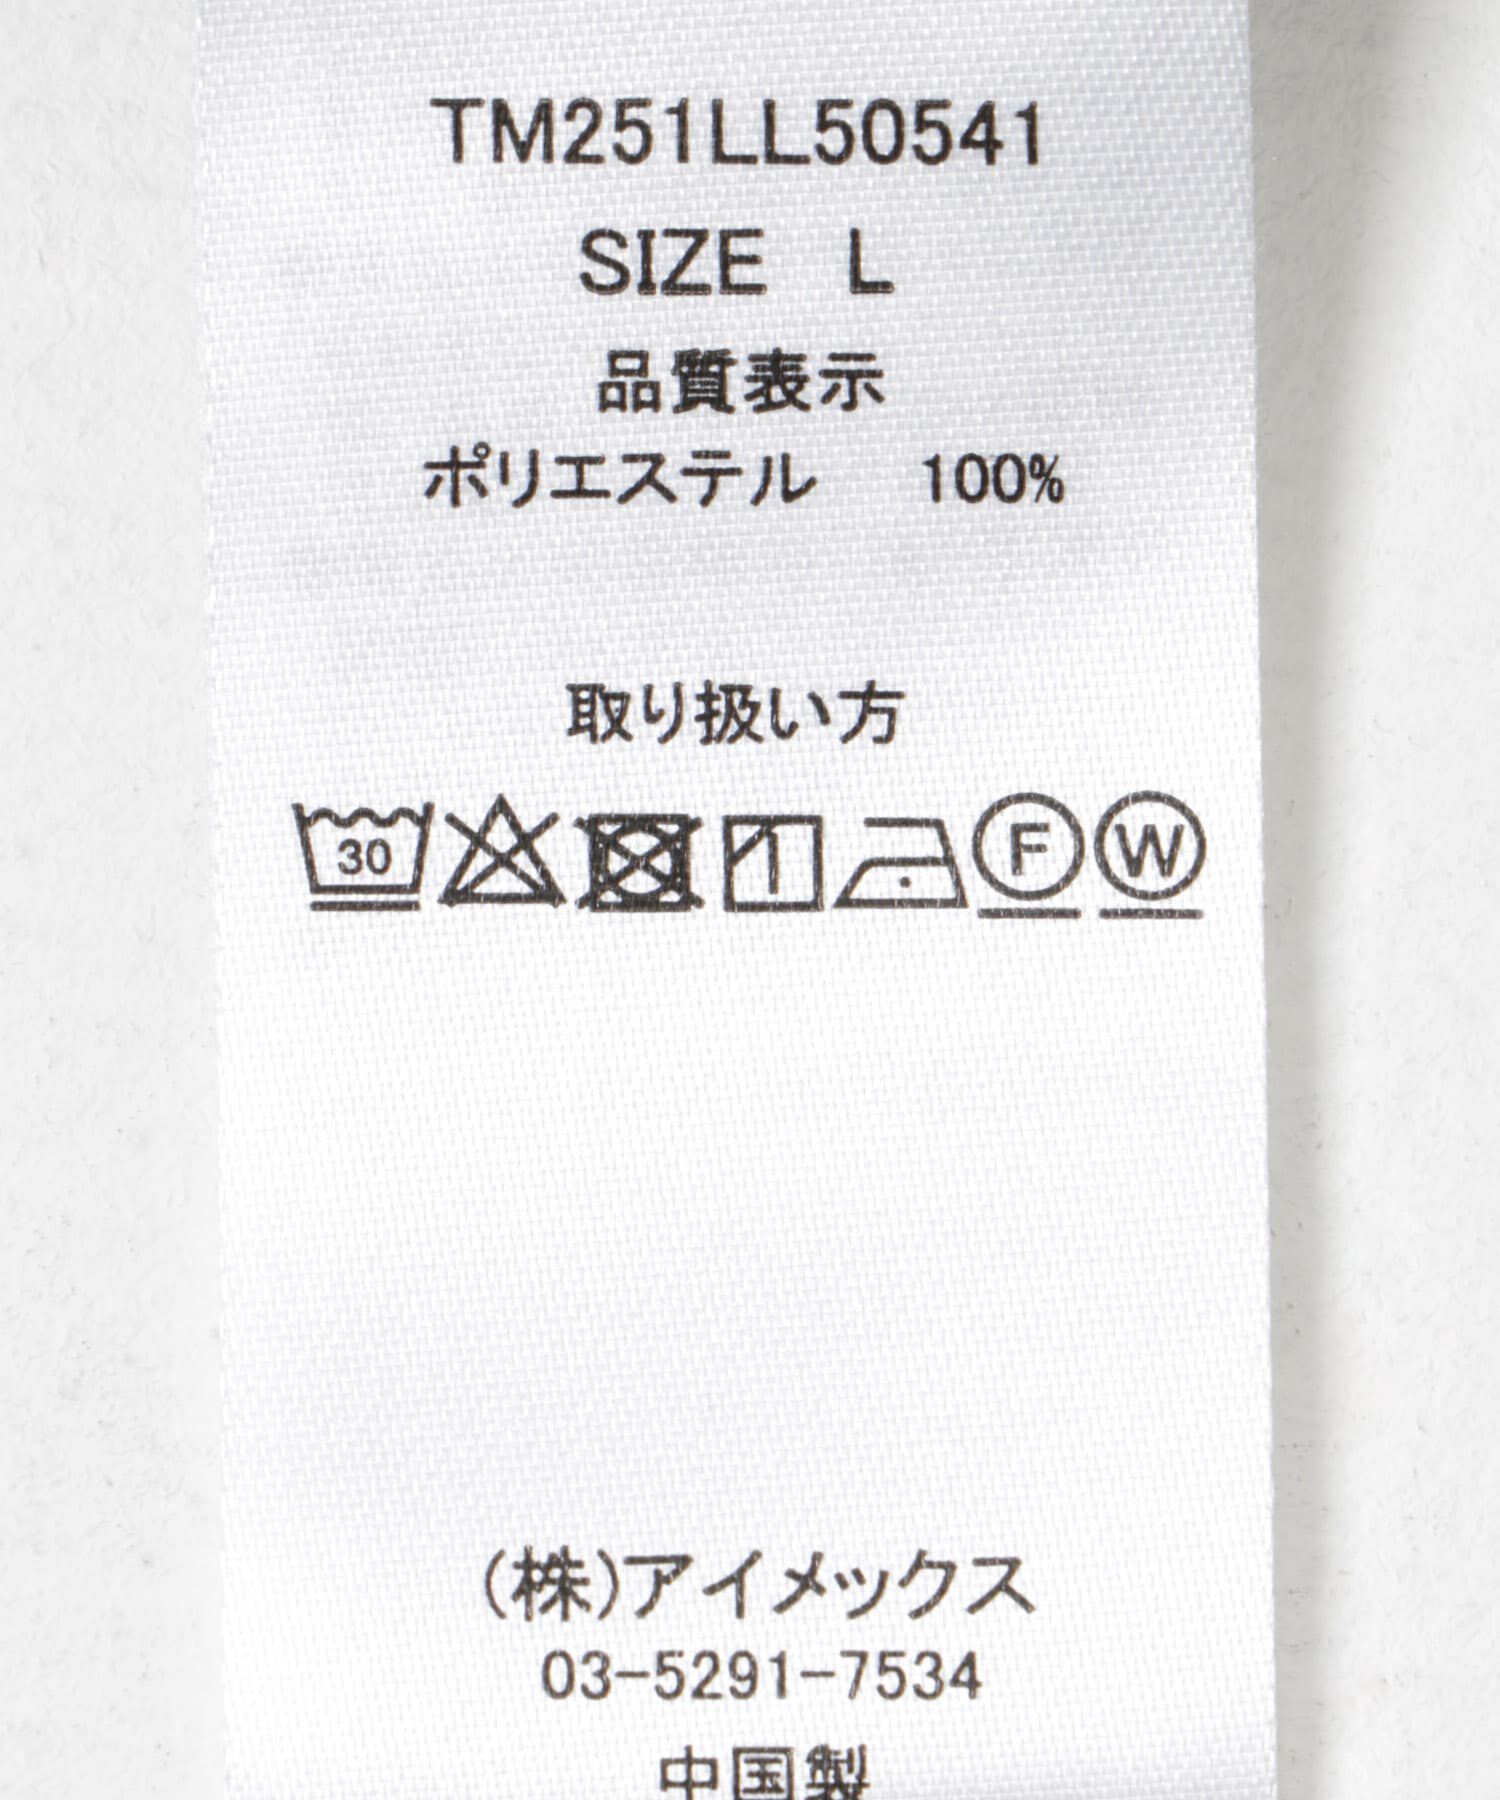 TM251LL50541
SIZE L
品質表示
ポリエステル 100%
取り扱い方
30 F W
(株)アイメックス
03-5291-7534
中国製